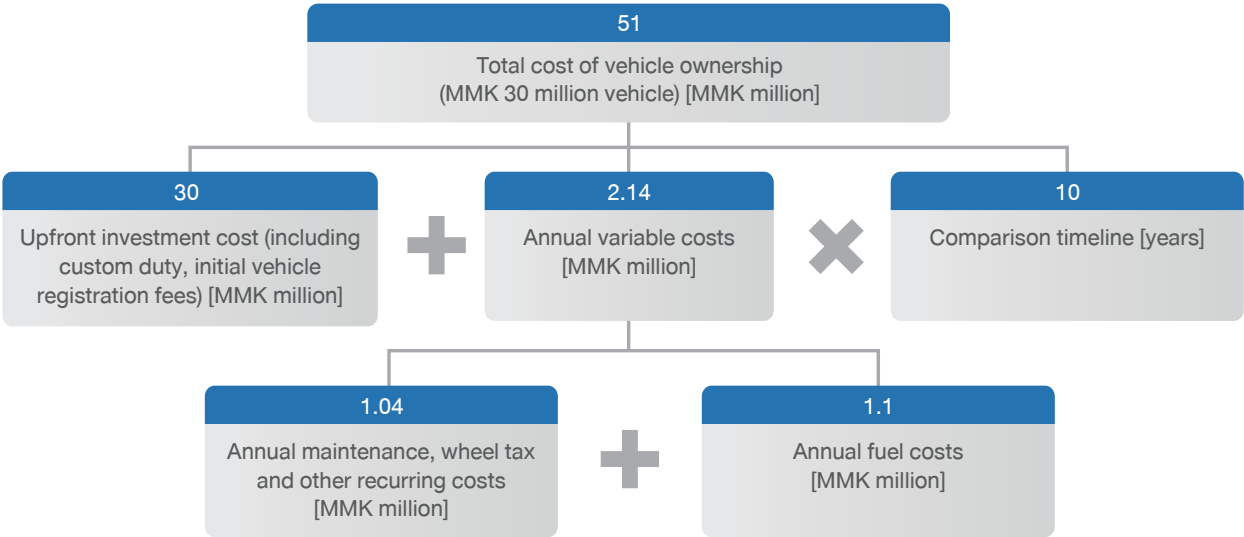 51
Total cost of vehicle ownership
(MMK 30 million vehicle) [MMK million]
30
Upfront investment cost (including
custom duty, initial vehicle
registration fees) [MMK million]
2.14
Annual variable costs
[MMK million]
10
Comparison timeline [years]
1.04
Annual maintenance, wheel tax
and other recurring costs
[MMK million]
1.1
Annual fuel costs
[MMK million]